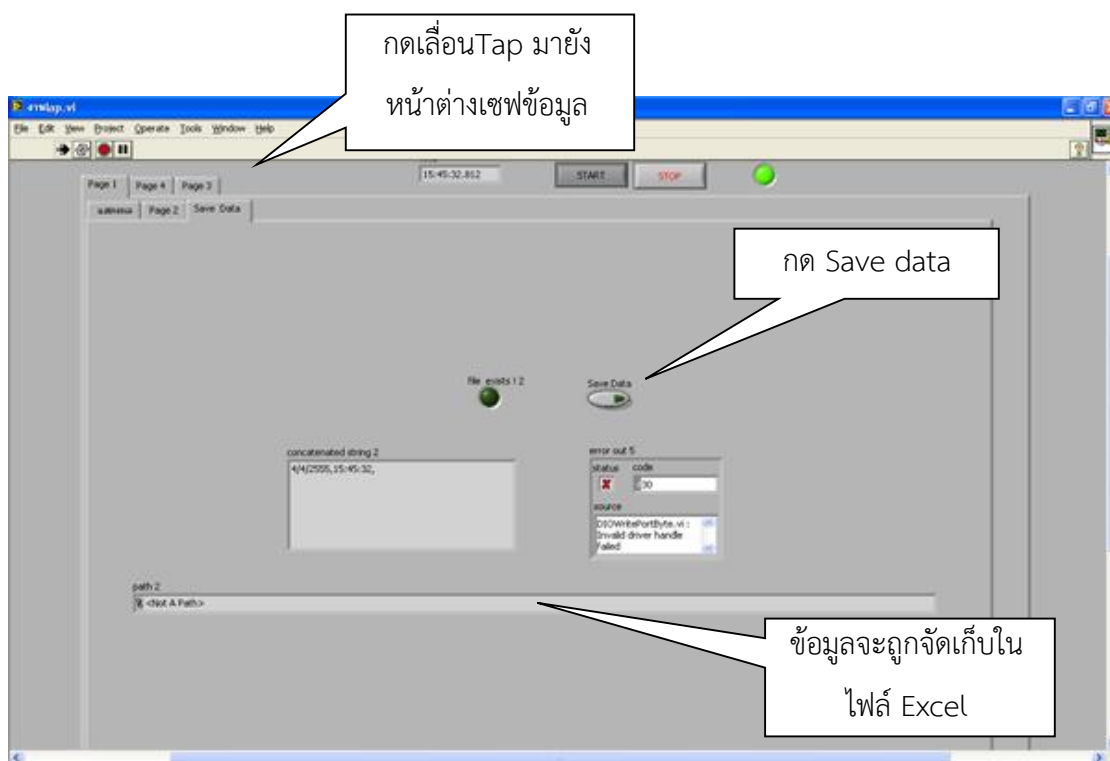 กดเลื่อนTap มายัง
หน้าต่างเซฟข้อมูล
File Edit View Project Operate Tools Window Help
15:45:32.812
START
STOP
Page 1 Page 4 Page 3
Page 2 Save Data
กด Save data
file exists ! 2
Save Data
concatenated string 2
4/4/2555,15:45:32,
error out 5
status code
30
source
DIOWritePortByte.vi :
Invalid driver handle
failed
path 2
<Not A Path>
ข้อมูลจะถูกจัดเก็บใน
ไฟล์ Excel